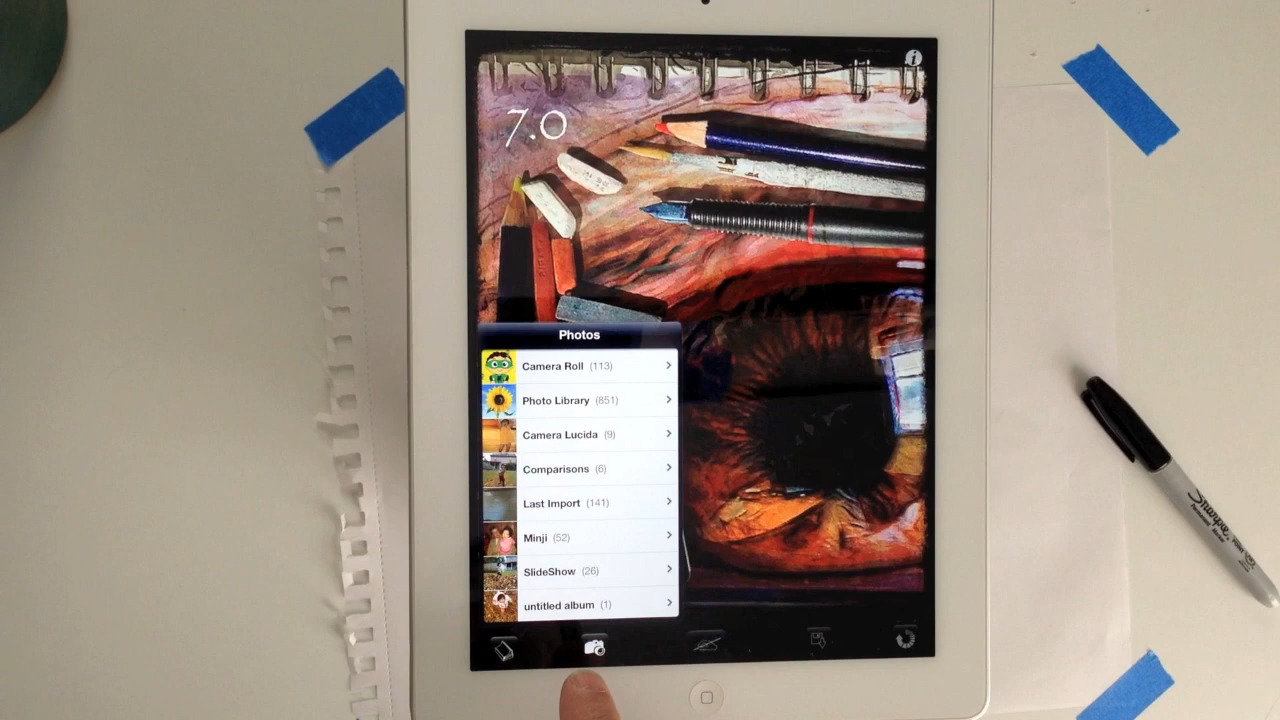 7.0
Photos
Camera Roll (113)
Photo Library (851)
Camera Lucida (9)
Comparisons (6)
Last Import (141)
Minji (52)
SlideShow (26)
untitled album (1)
Sharpie